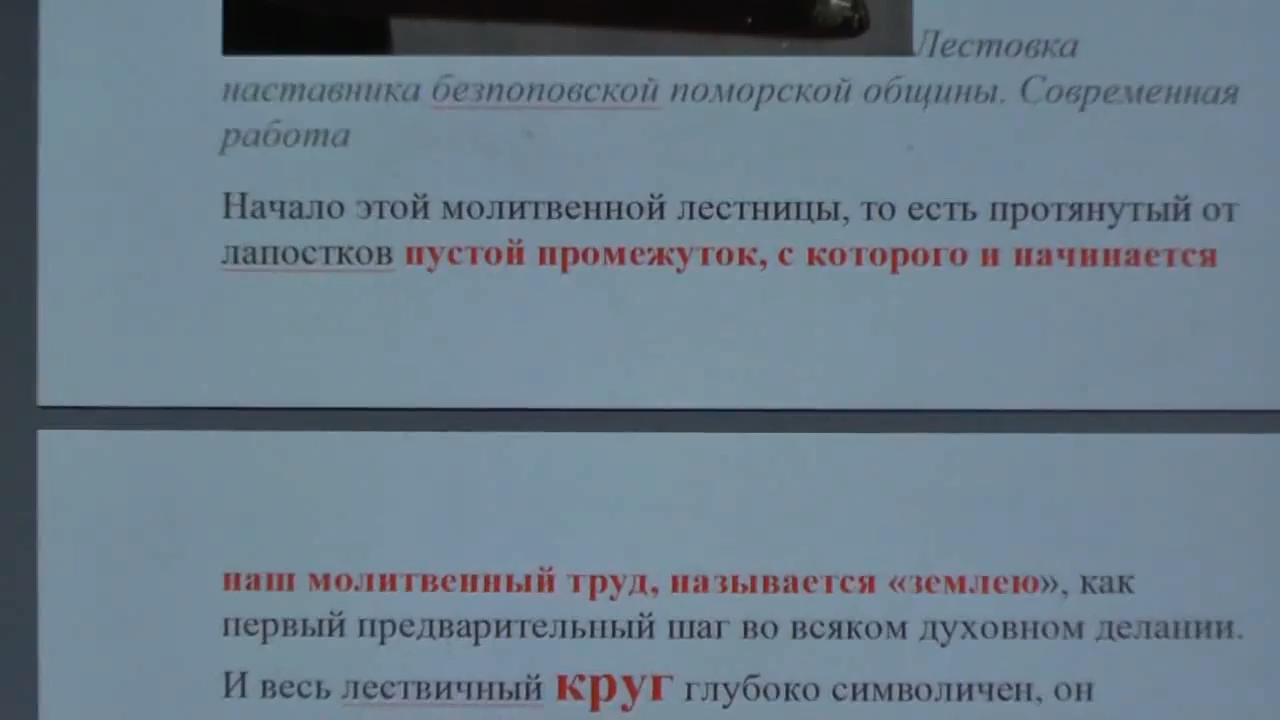 Лестовка
наставника безпоповской поморской общины. Современная
работа
Начало этой молитвенной лестницы, то есть протянутый от
лапостков пустой промежуток, с которого и начинается
наш молитвенный труд, называется «землею», как
первый предварительный шаг во всяком духовном делании.
И весь лествичный круг глубоко символичен, он